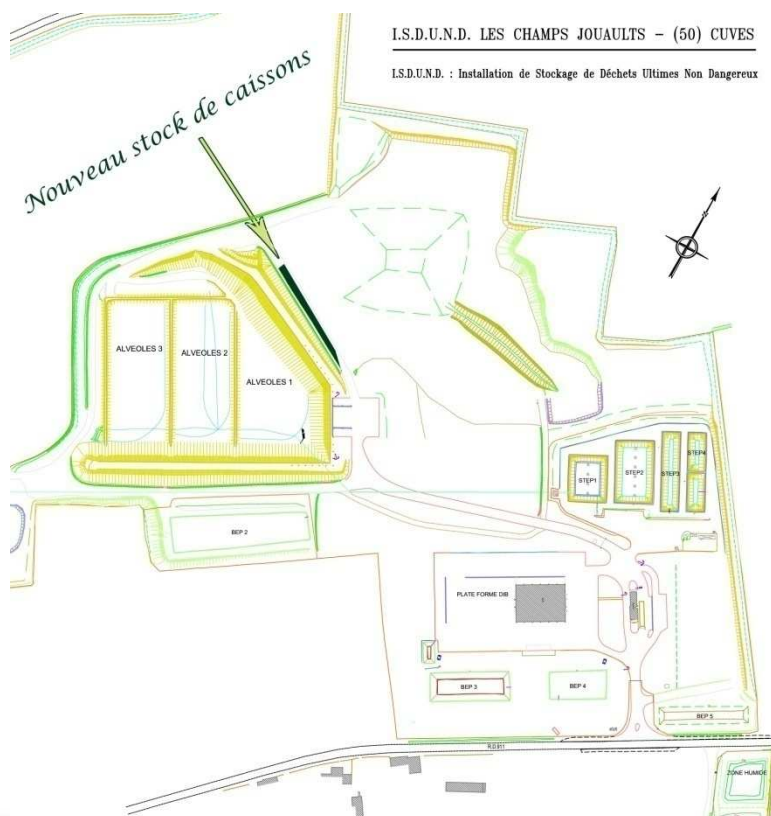 I.S.D.U.N.D. LES CHAMPS JOUAULTS – (50) CUVES
I.S.D.U.N.D. : Installation de Stockage de Déchets Ultimes Non Dangereux
Nouveau stock de caissons
N
ALVEOLES 3
ALVEOLES 2
ALVEOLES 1
STEP1
STEP2
STEP3
STEP4
BEP 2
PLATE FORME DIB
BEP 3
BEP 4
BEP 5
R.D.911
ZONE HUMIDE